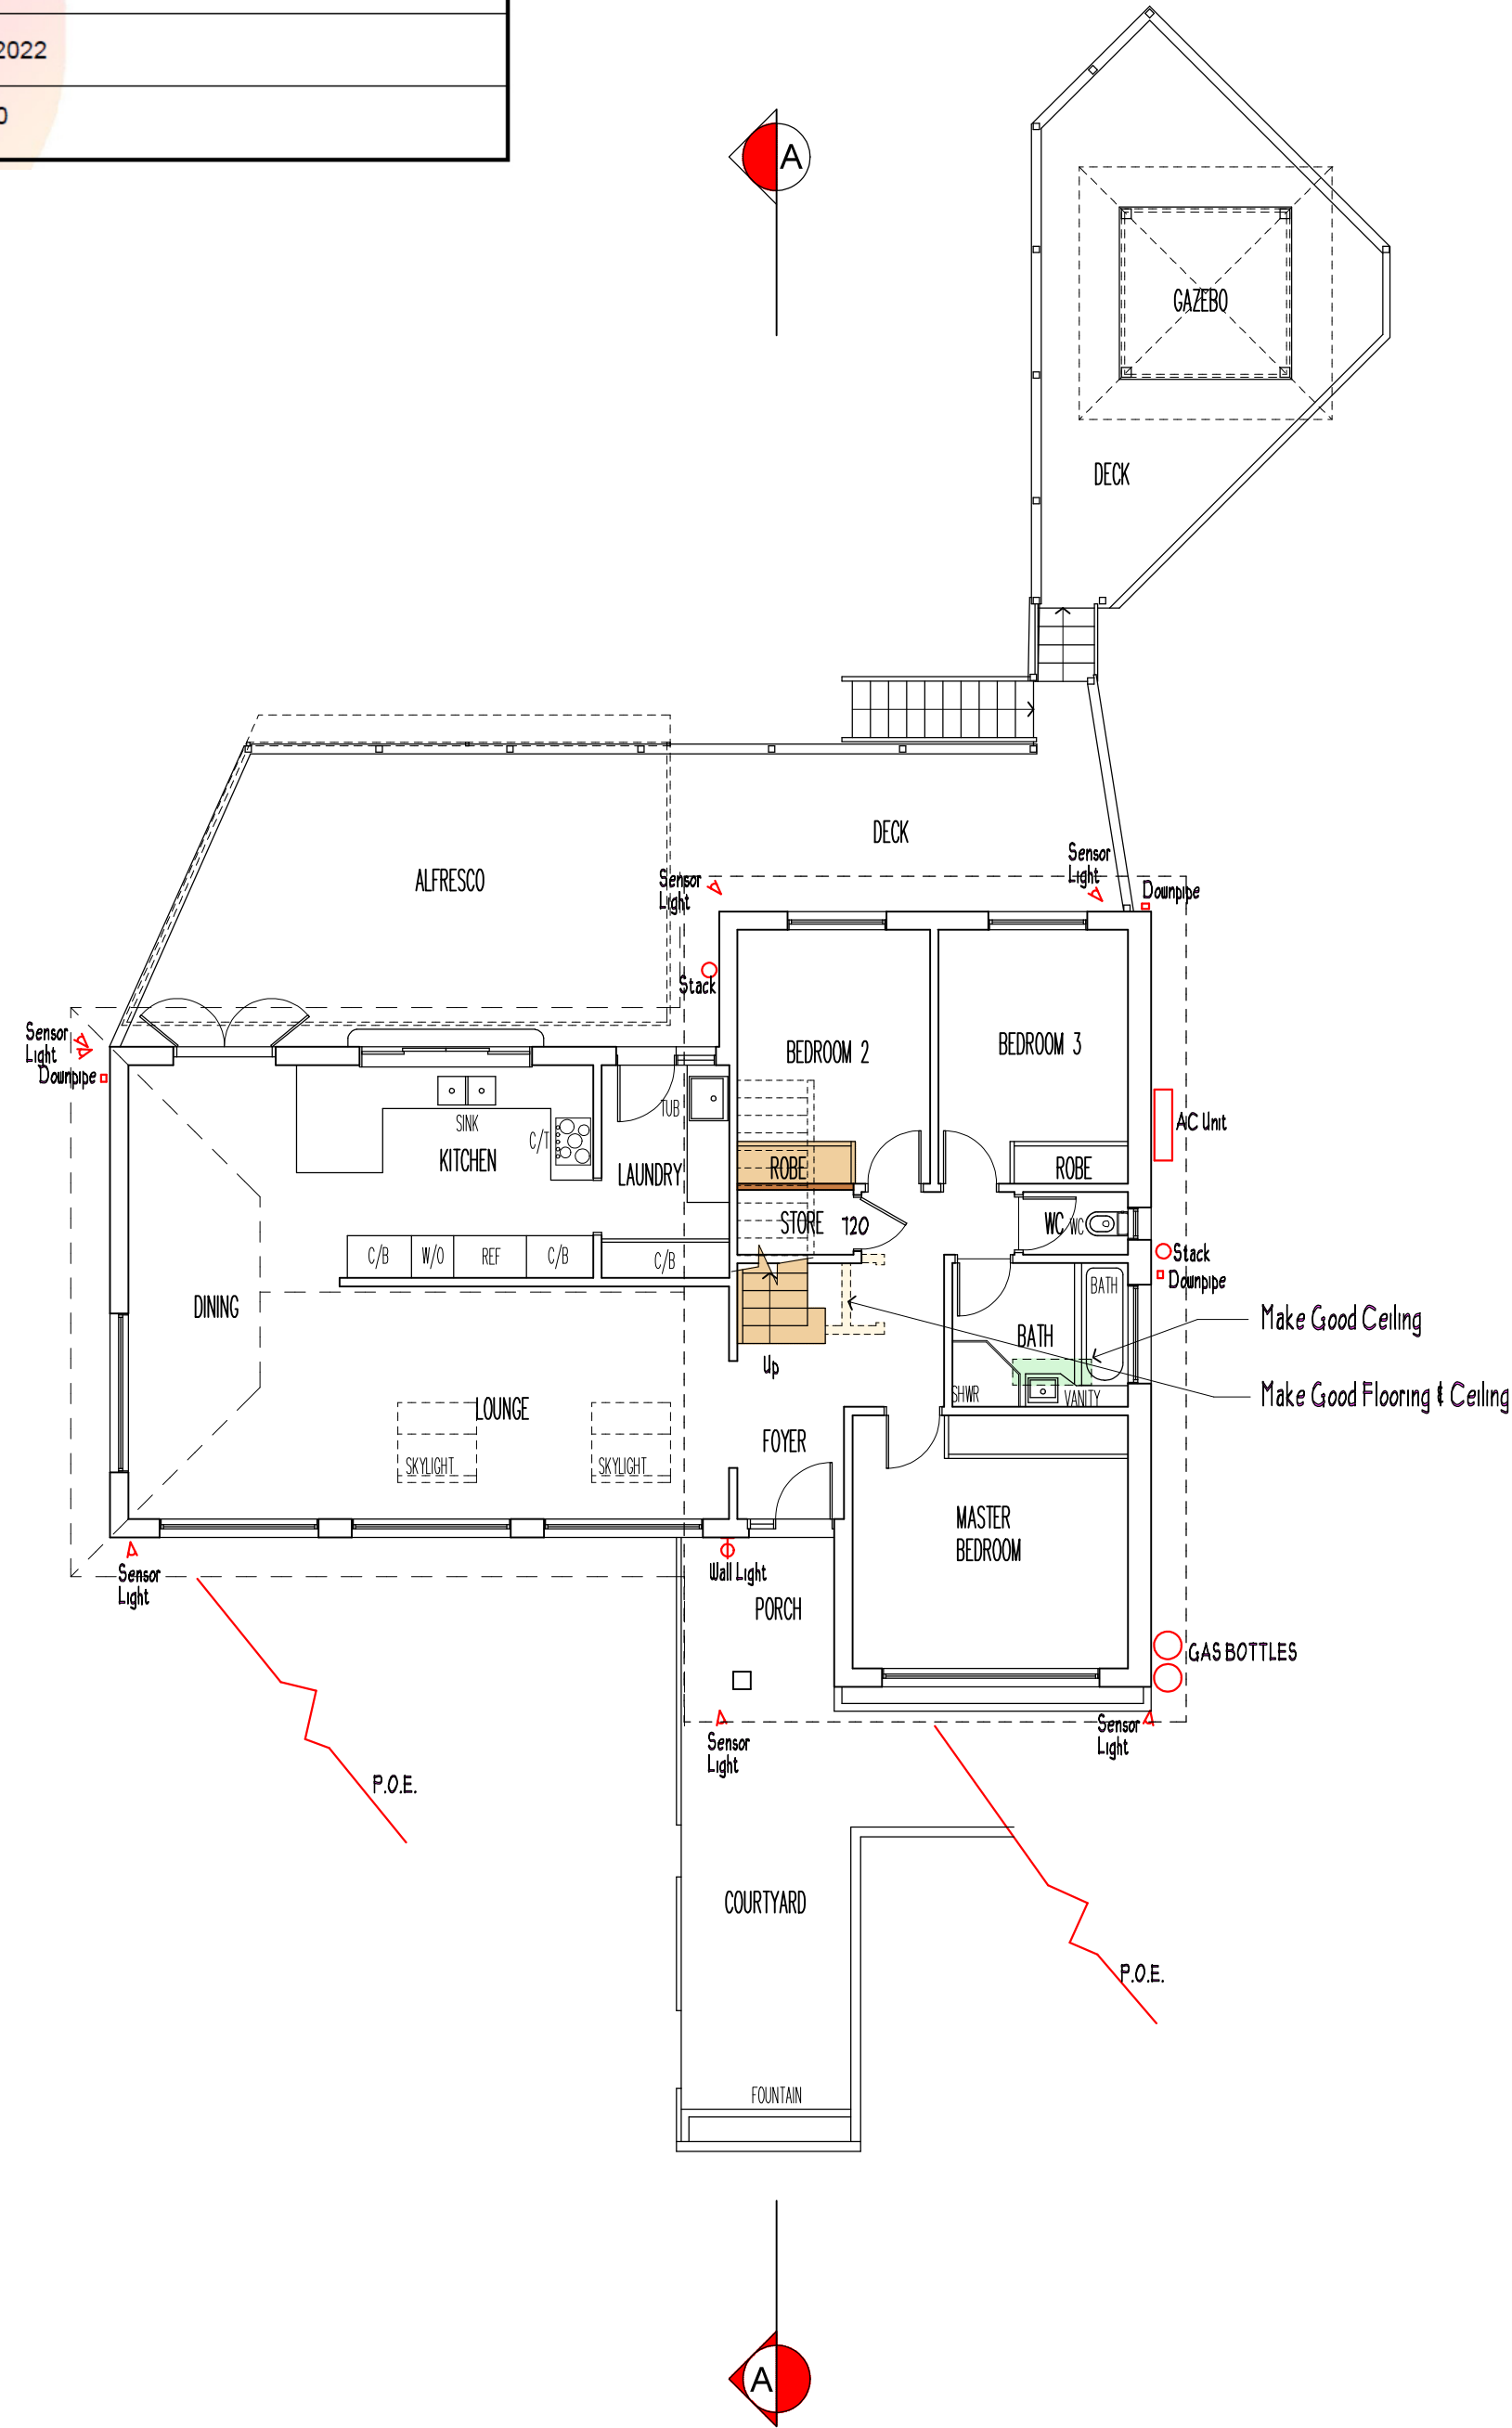 2022
0
A
GAZEBO
DECK
DECK
ALFRESCO
Sensor
Light
Sensor
Light
Downpipe
Stack
Sensor
Light
Downpipe
BEDROOM 2
BEDROOM 3
AC Unit
SINK
C/T
KITCHEN
TUB
LAUNDRY
ROBE
ROBE
STORE
720
WC
WC
Stack
Downpipe
C/B
W/O
REF
C/B
C/B
BATH
DINING
BATH
Make Good Ceiling
Up
SHWR
VANITY
Make Good Flooring & Ceiling
LOUNGE
FOYER
SKYLIGHT
SKYLIGHT
MASTER
BEDROOM
Sensor
Light
Wall Light
PORCH
GAS BOTTLES
Sensor
Light
Sensor
Light
P.O.E.
COURTYARD
P.O.E.
FOUNTAIN
A